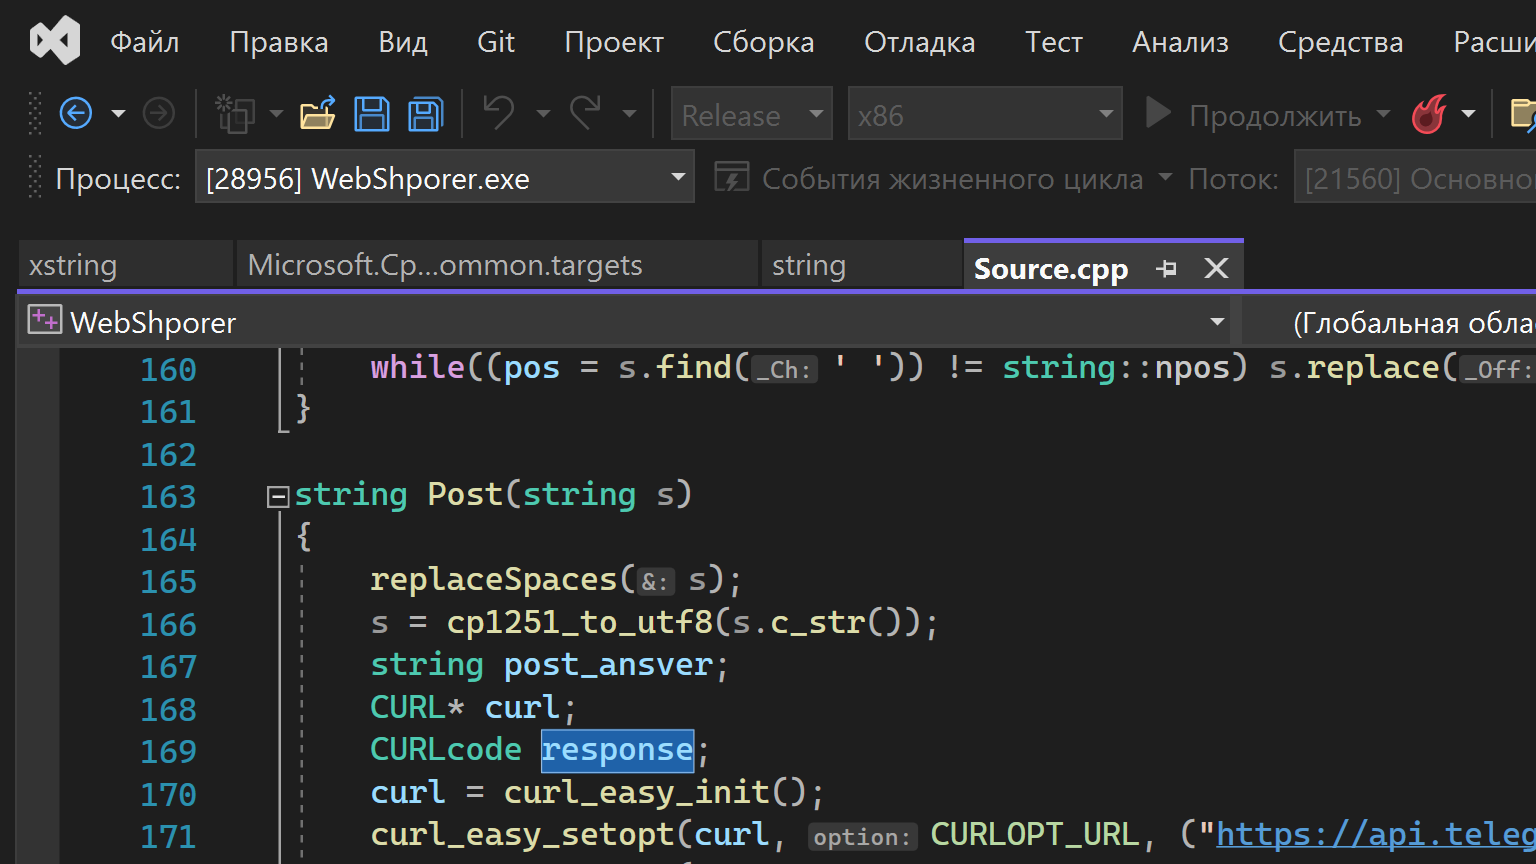 Файл Правка Вид Git Проект Сборка Отладка Тест Анализ Средства Расши
Release x86 Продолжить
Процесс: [28956] WebShporer.exe События жизненного цикла Поток: [21560] Основно
xstring Microsoft.Cp...ommon.targets string Source.cpp
WebShporer (Глобальная обла
160 while((pos = s.find(_Ch: ' ')) != string::npos) s.replace(_Off:
161 }
162
163 string Post(string s)
164 {
165 replaceSpaces(&: s);
166 s = cp1251_to_utf8(s.c_str());
167 string post_ansver;
168 CURL* curl;
169 CURLcode response;
170 curl = curl_easy_init();
171 curl_easy_setopt(curl, option: CURLOPT_URL, ("https://api.teleg